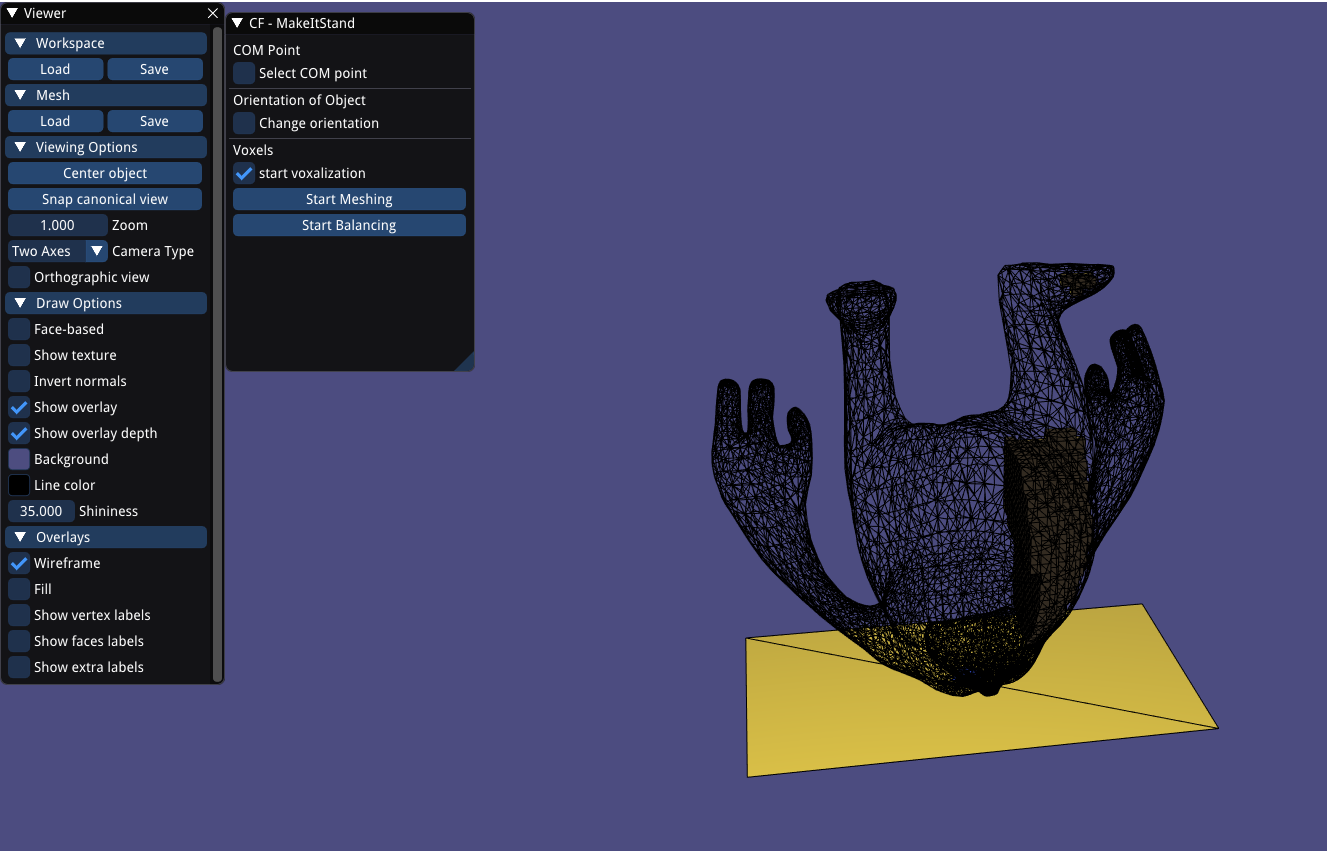 Viewer
Workspace
Load Save
Mesh
Load Save
Viewing Options
Center object
Snap canonical view
1.000 Zoom
Two Axes Camera Type
Orthographic view
Draw Options
Face-based
Show texture
Invert normals
Show overlay
Show overlay depth
Background
Line color
35.000 Shininess
Overlays
Wireframe
Fill
Show vertex labels
Show faces labels
Show extra labels
CF - MakeItStand
COM Point
Select COM point
Orientation of Object
Change orientation
Voxels
start voxalization
Start Meshing
Start Balancing